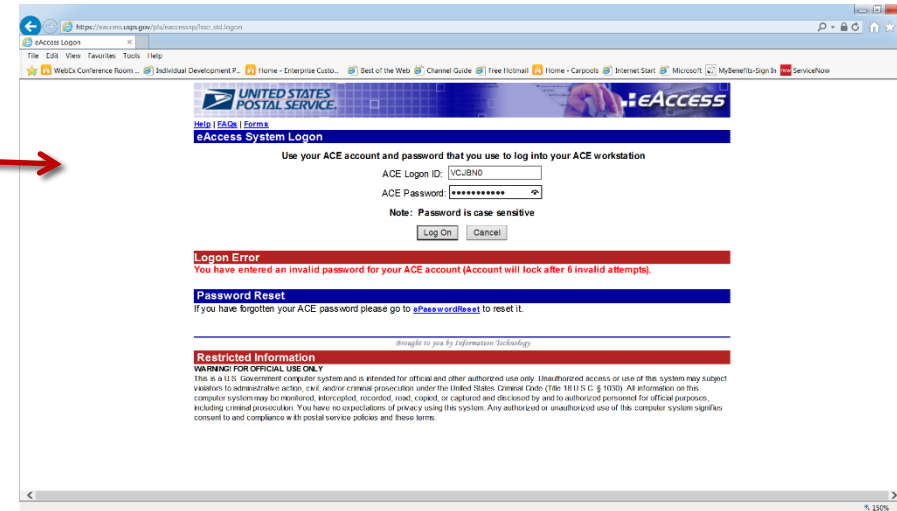 https://eaccess.usps.gov/pls/eaccessnp/hsc_std.logon
eAccess Logon
File Edit View Favorites Tools Help
WebEx Conference Room ... Individual Development P... Home - Enterprise Custo... Best of the Web Channel Guide Free Hotmail Home - Carpools Internet Start Microsoft MyBenefits-Sign In ServiceNow
UNITED STATES
POSTAL SERVICE.
eAccess
Help | FAQs | Forms
eAccess System Logon
Use your ACE account and password that you use to log into your ACE workstation
ACE Logon ID: VCJBN0
ACE Password: •••••••••••
Note: Password is case sensitive
Log On Cancel
Logon Error
You have entered an invalid password for your ACE account (Account will lock after 6 invalid attempts).
Password Reset
If you have forgotten your ACE password please go to ePasswordReset to reset it.
Brought to you by Information Technology
Restricted Information
WARNING! FOR OFFICIAL USE ONLY
This is a U.S. Government computer system and is intended for official and other authorized use only. Unauthorized access or use of this system may subject
violators to administrative action, civil, and/or criminal prosecution under the United States Criminal Code (Title 18 U.S.C. § 1030). All information on this
computer system may be monitored, intercepted, recorded, read, copied, or captured and disclosed by and to authorized personnel for official purposes,
including criminal prosecution. You have no expectations of privacy using this system. Any authorized or unauthorized use of this computer system signifies
consent to and compliance with postal service policies and these terms.
150%